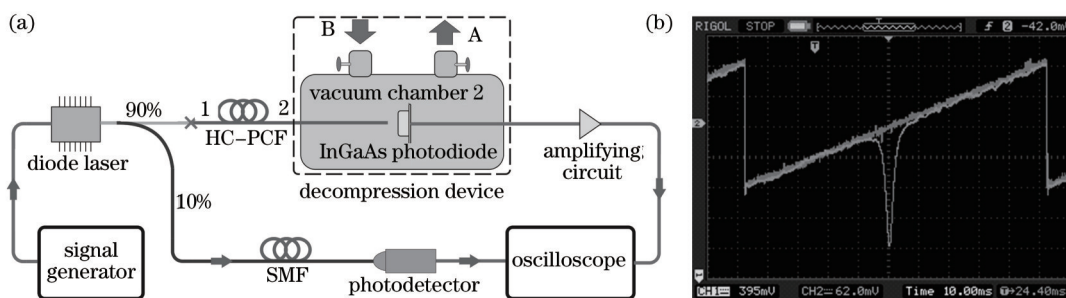 (a)
B
A
vacuum chamber 2
90%
1
2
HC-PCF
InGaAs photodiode
diode laser
decompression device
amplifying
circuit
10%
signal
generator
SMF
photodetector
oscilloscope
(b)
RIGOL STOP
T
2 -42.0m
2
CH1 395mV CH2 62.0mV Time 10.00ms T→24.40ms